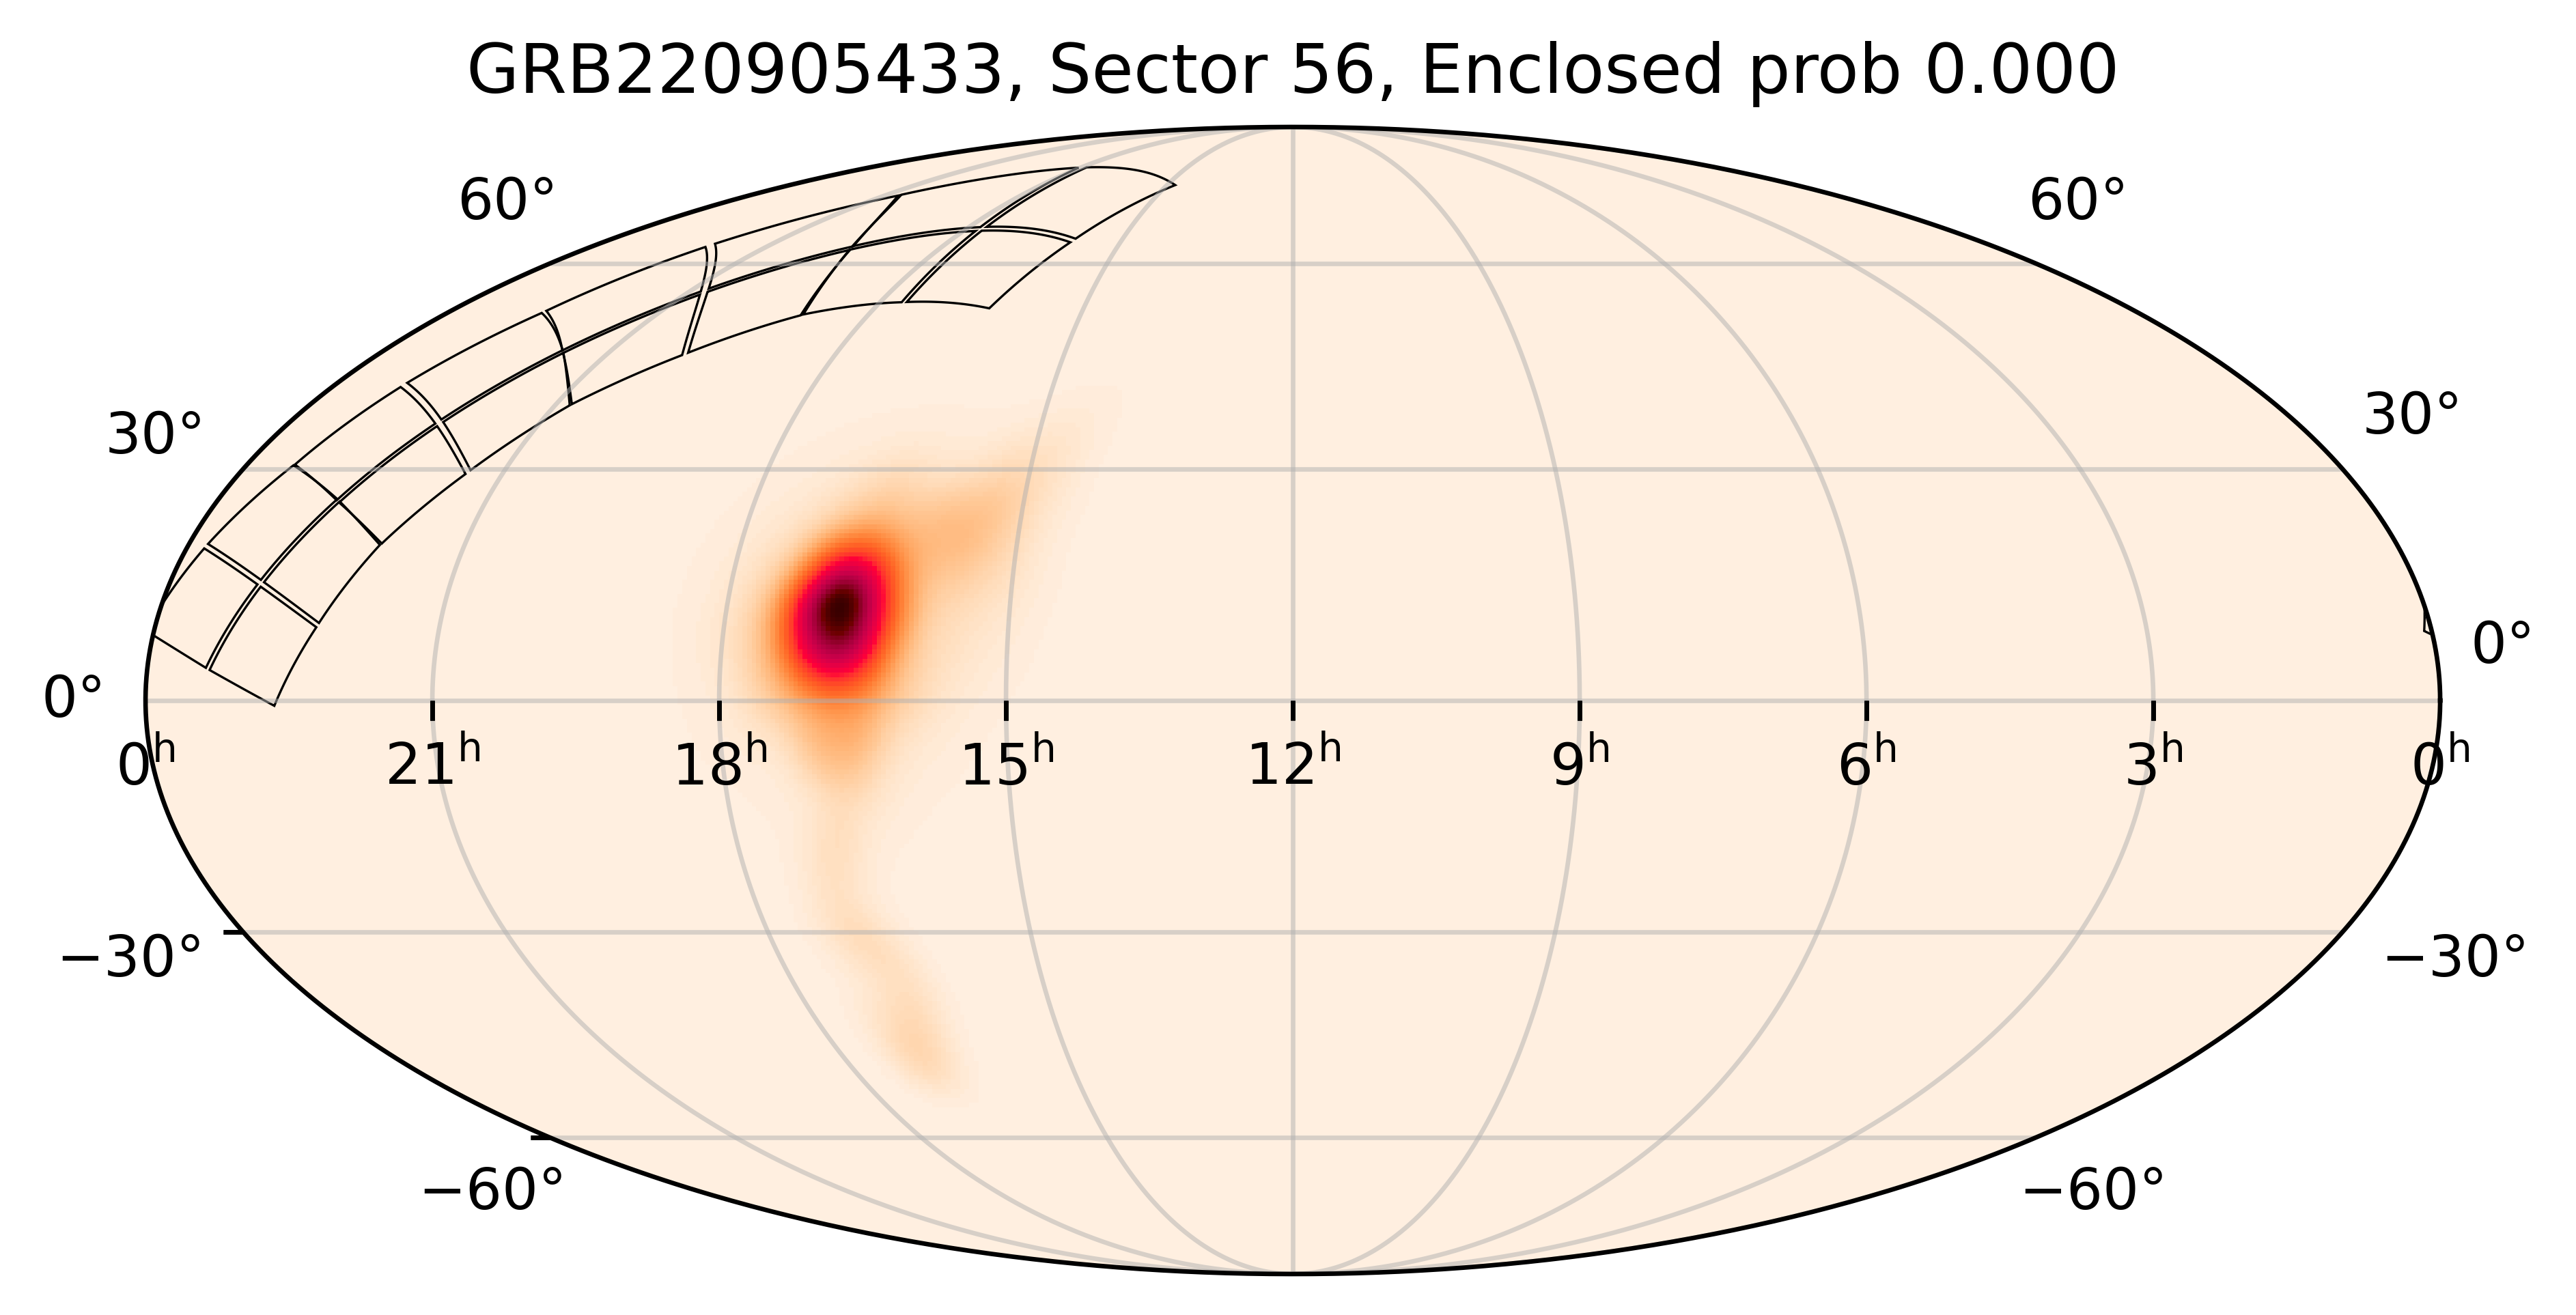 GRB220905433, Sector 56, Enclosed prob 0.000
60° 60°
30° 30°
0° 0°
0ʰ 21ʰ 18ʰ 15ʰ 12ʰ 9ʰ 6ʰ 3ʰ 0ʰ
−30° −30°
−60° −60°